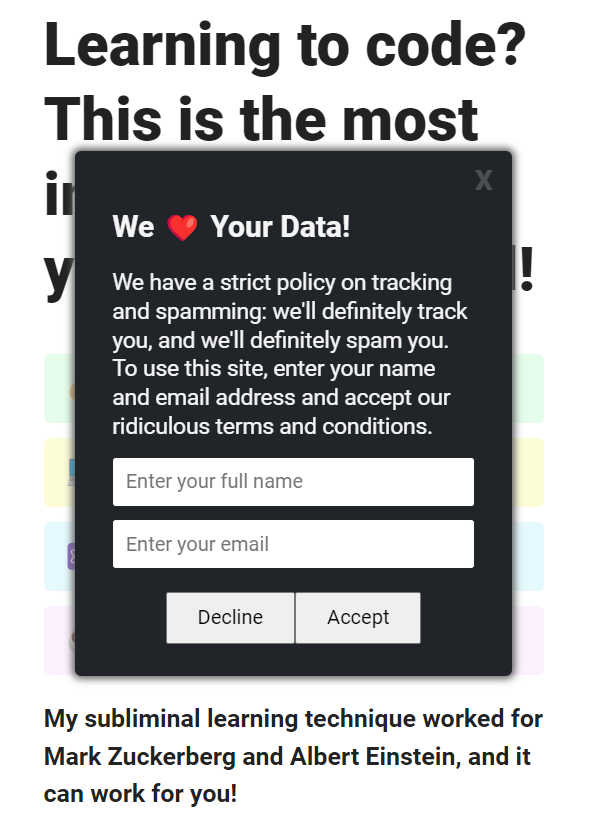 Learning to code?
This is the most
X
We ❤️ Your Data!
We have a strict policy on tracking
and spamming: we'll definitely track
you, and we'll definitely spam you.
To use this site, enter your name
and email address and accept our
ridiculous terms and conditions.
Enter your full name
Enter your email
Decline
Accept
My subliminal learning technique worked for
Mark Zuckerberg and Albert Einstein, and it
can work for you!